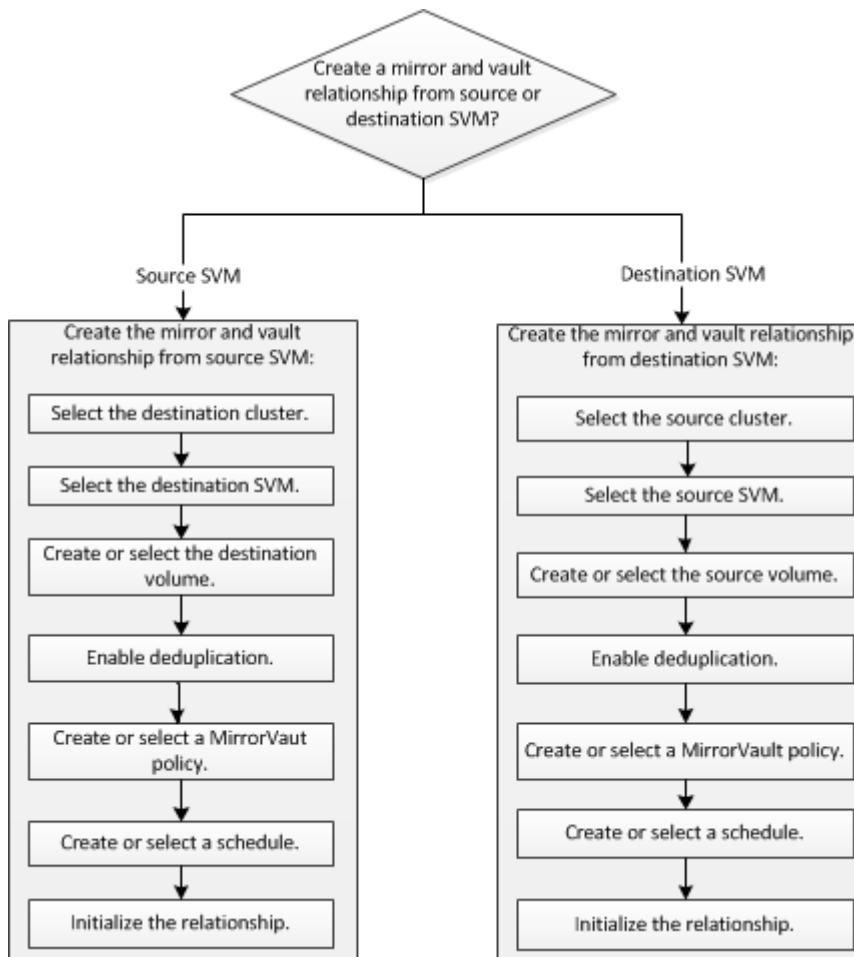 Create a mirror and vault
relationship from source or
destination SVM?
Source SVM
Create the mirror and vault
relationship from source SVM:
Select the destination cluster.
Select the destination SVM.
Create or select the destination
volume.
Enable deduplication.
Create or select a MirrorVaut
policy.
Create or select a schedule.
Initialize the relationship.
Destination SVM
Create the mirror and vault relationship
from destination SVM:
Select the source cluster.
Select the source SVM.
Create or select the source volume.
Enable deduplication.
Create or select a MirrorVault policy.
Create or select a schedule.
Initialize the relationship.